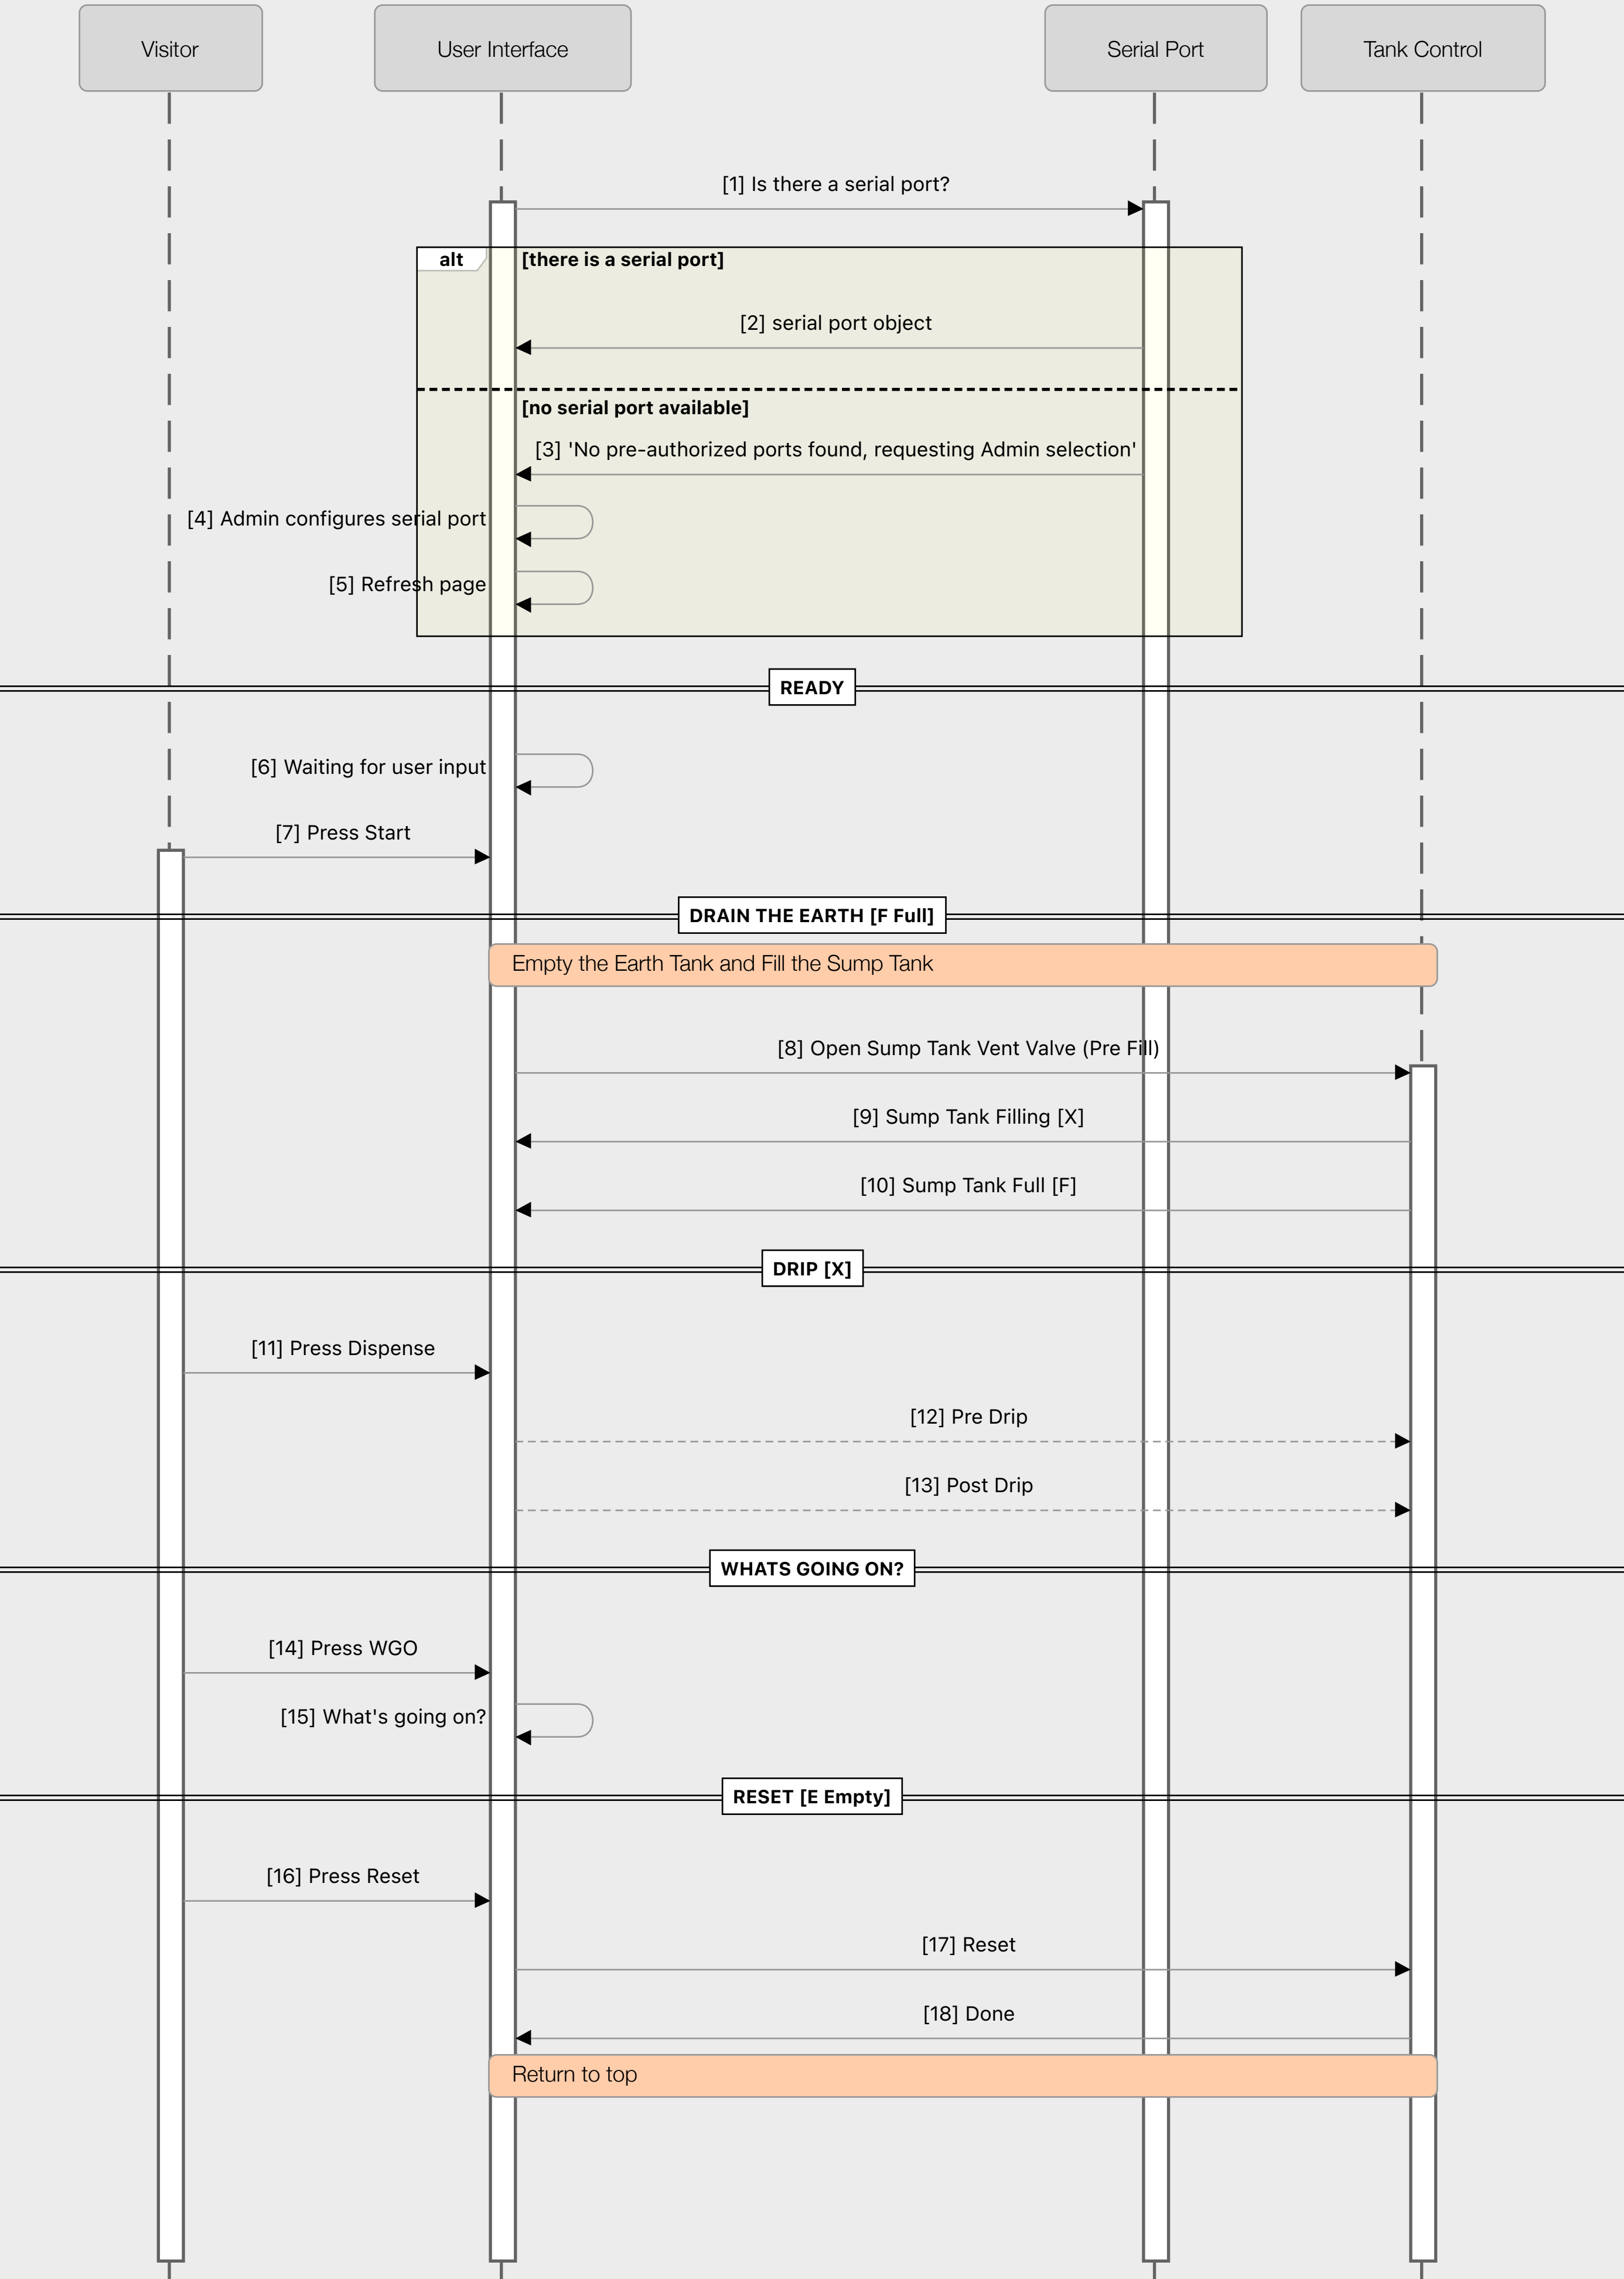 Visitor
User Interface
Serial Port
Tank Control
[1] Is there a serial port?
alt
[there is a serial port]
[2] serial port object
[no serial port available]
[3] 'No pre-authorized ports found, requesting Admin selection'
[4] Admin configures serial port
[5] Refresh page
READY
[6] Waiting for user input
[7] Press Start
DRAIN THE EARTH [F Full]
Empty the Earth Tank and Fill the Sump Tank
[8] Open Sump Tank Vent Valve (Pre Fill)
[9] Sump Tank Filling [X]
[10] Sump Tank Full [F]
DRIP [X]
[11] Press Dispense
[12] Pre Drip
[13] Post Drip
WHATS GOING ON?
[14] Press WGO
[15] What's going on?
RESET [E Empty]
[16] Press Reset
[17] Reset
[18] Done
Return to top